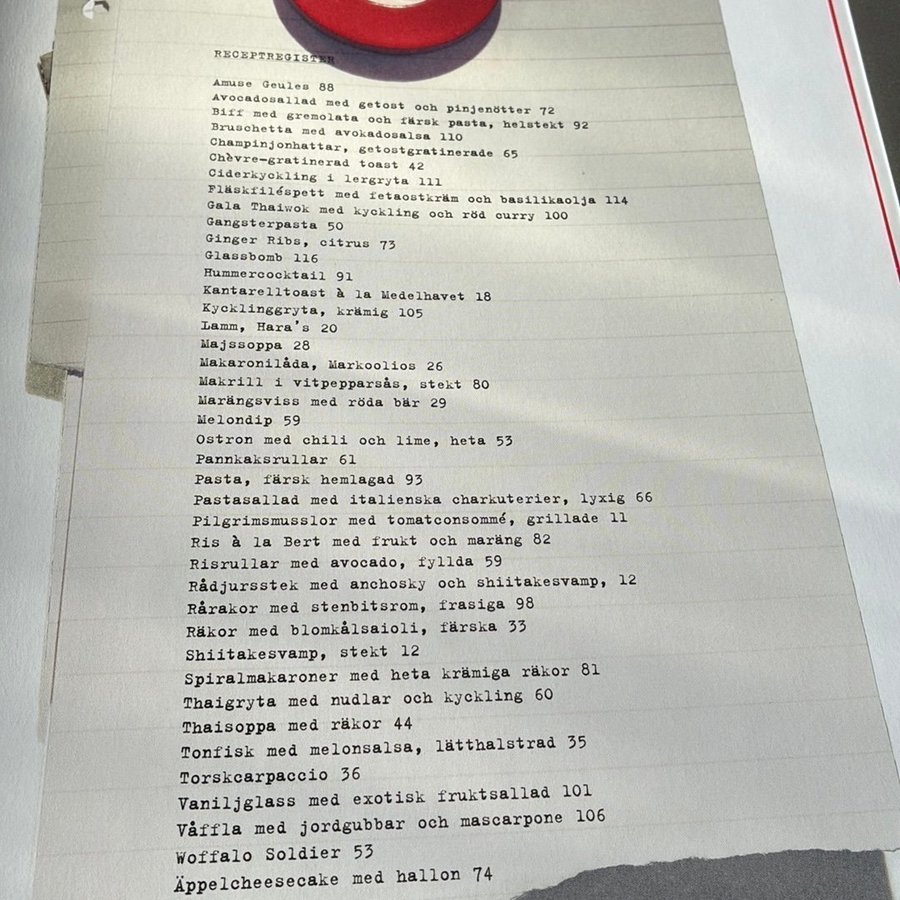 RECEPTREGISTER
Amuse Geules 88
Avocadosallad med getost och pinjenötter 72
Biff med gremolata och färsk pasta, helstekt 92
Bruschetta med avokadosalsa 110
Champinjonhattar, getostgratinerade 65
Chèvre-gratinerad toast 42
Ciderkyckling i lergryta 111
Fläskfiléspett med fetaostkräm och basilikaolja 114
Gala Thaiwok med kyckling och röd curry 100
Gangsterpasta 50
Ginger Ribs, citrus 73
Glassbomb 116
Hummercocktail 91
Kantarelltoast à la Medelhavet 18
Kycklinggryta, krämig 105
Lamm, Hara's 20
Majssoppa 28
Makaronilåda, Markoolios 26
Makrill i vitpepparsås, stekt 80
Marängsviss med röda bär 29
Melondip 59
Ostron med chili och lime, heta 53
Pannkaksrullar 61
Pasta, färsk hemlagad 93
Pastasallad med italienska charkuterier, lyxig 66
Pilgrimsmusslor med tomatconsommé, grillade 11
Ris à la Bert med frukt och maräng 82
Risrullar med avocado, fyllda 59
Rådjursstek med anchosky och shiitakesvamp, 12
Rårakor med stenbitsrom, frasiga 98
Räkor med blomkålsaioli, färska 33
Shiitakesvamp, stekt 12
Spiralmakaroner med heta krämiga räkor 81
Thaigryta med nudlar och kyckling 60
Thaisoppa med räkor 44
Tonfisk med melonsalsa, lätthalstrad 35
Torskcarpaccio 36
Vaniljglass med exotisk fruktsallad 101
Våffla med jordgubbar och mascarpone 106
Woffalo Soldier 53
Äppelcheesecake med hallon 74